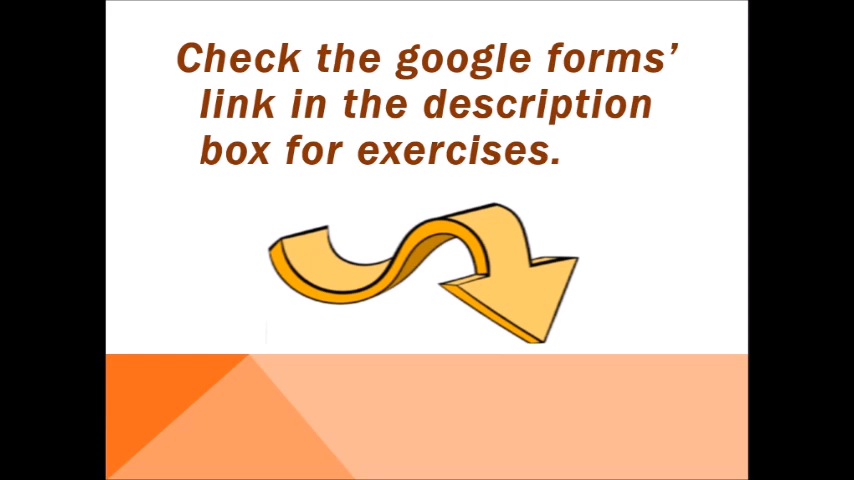 Check the google forms’
link in the description
box for exercises.